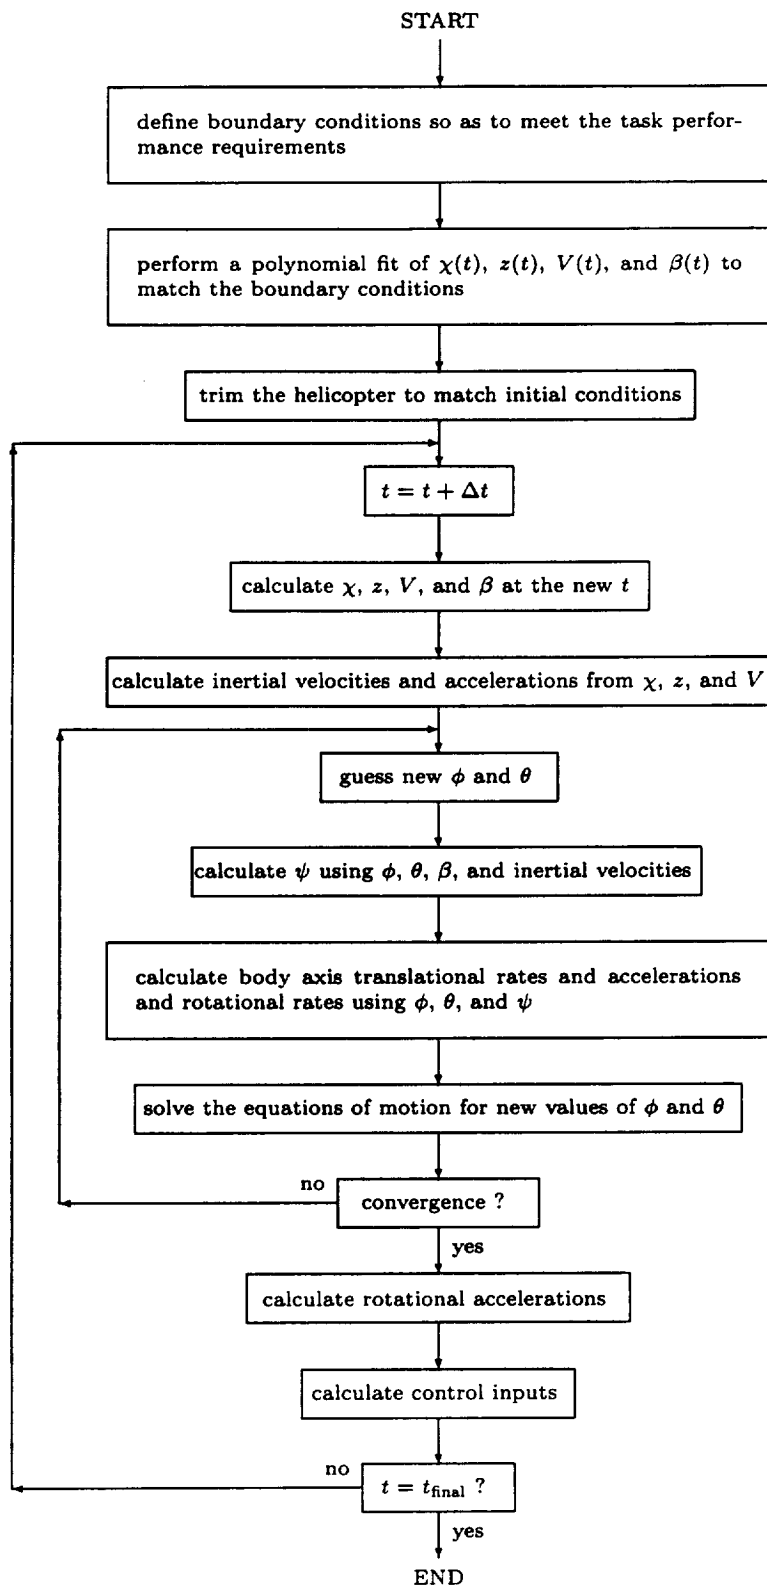 START
define boundary conditions so as to meet the task perfor-
mance requirements
perform a polynomial fit of χ(t), z(t), V(t), and β(t) to
match the boundary conditions
trim the helicopter to match initial conditions
t = t + Δt
calculate χ, z, V, and β at the new t
calculate inertial velocities and accelerations from χ, z, and V
guess new ϕ and θ
calculate ψ using ϕ, θ, β, and inertial velocities
calculate body axis translational rates and accelerations
and rotational rates using ϕ, θ, and ψ
solve the equations of motion for new values of ϕ and θ
no
convergence ?
yes
calculate rotational accelerations
calculate control inputs
no
t = t_final ?
yes
END